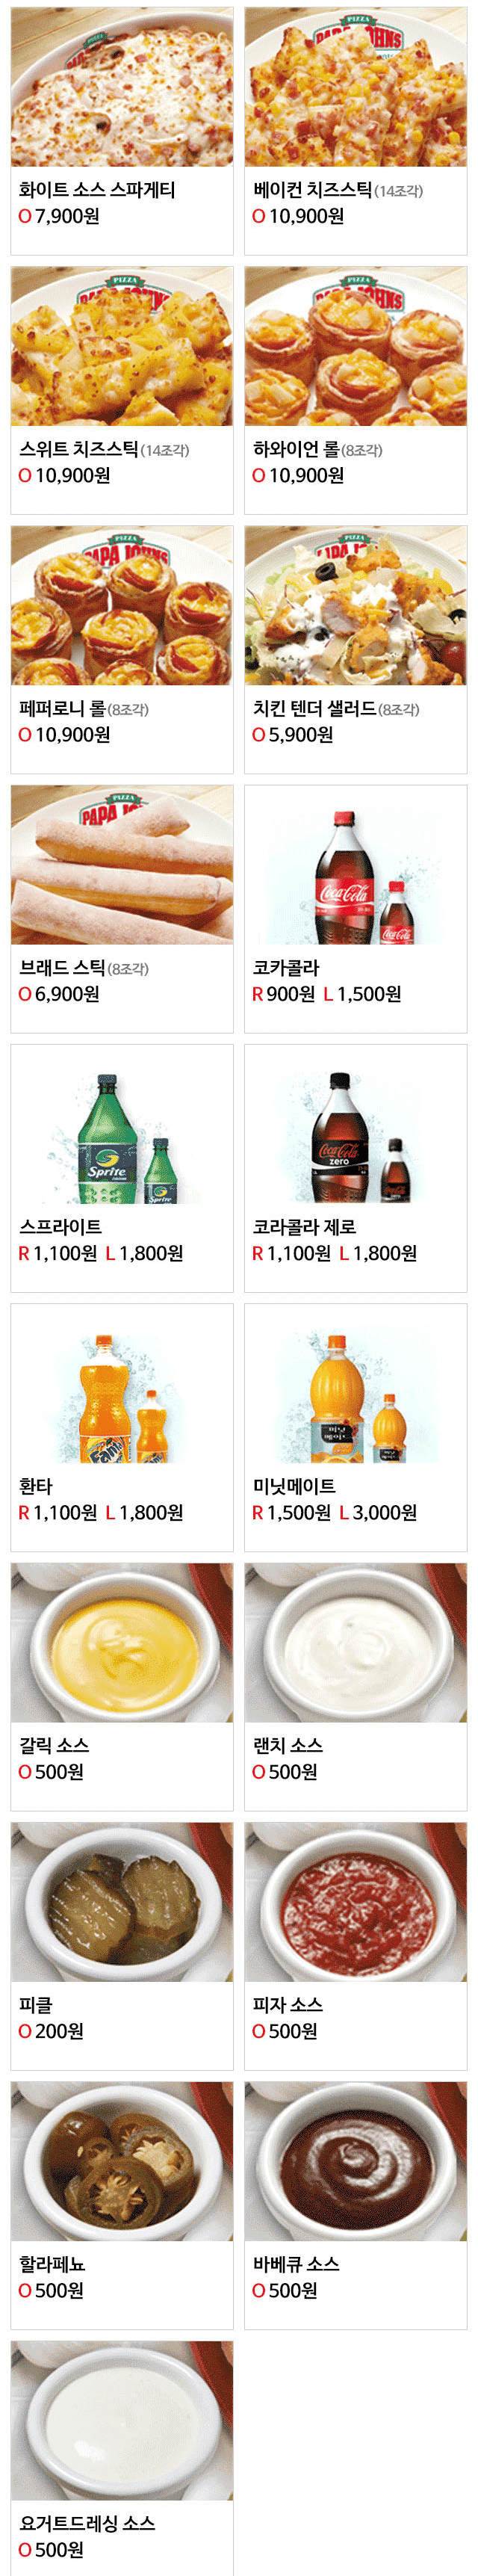 PIZZA
PIZZA
PAPA JOHNS
화이트 소스 스파게티
O 7,900원
베이컨 치즈스틱(14조각)
O 10,900원
PIZZA
PAPA JOHNS
PIZZA
PAPA JOHNS
스위트 치즈스틱(14조각)
O 10,900원
하와이언 롤(8조각)
O 10,900원
PIZZA
PAPA JOHNS
PIZZA
PAPA JOHNS
페퍼로니 롤(8조각)
O 10,900원
치킨 텐더 샐러드(8조각)
O 5,900원
PIZZA
PAPA JOHNS
Coca-Cola
Coca-Cola
브래드 스틱(8조각)
O 6,900원
코카콜라
R 900원 L 1,500원
Sprite
Sprite
Coca-Cola
zero
스프라이트
R 1,100원 L 1,800원
코라콜라 제로
R 1,100원 L 1,800원
Fanta
미닛
메이드
환타
R 1,100원 L 1,800원
미닛메이트
R 1,500원 L 3,000원
갈릭 소스
O 500원
랜치 소스
O 500원
피클
O 200원
피자 소스
O 500원
할라페뇨
O 500원
바베큐 소스
O 500원
요거트드레싱 소스
O 500원